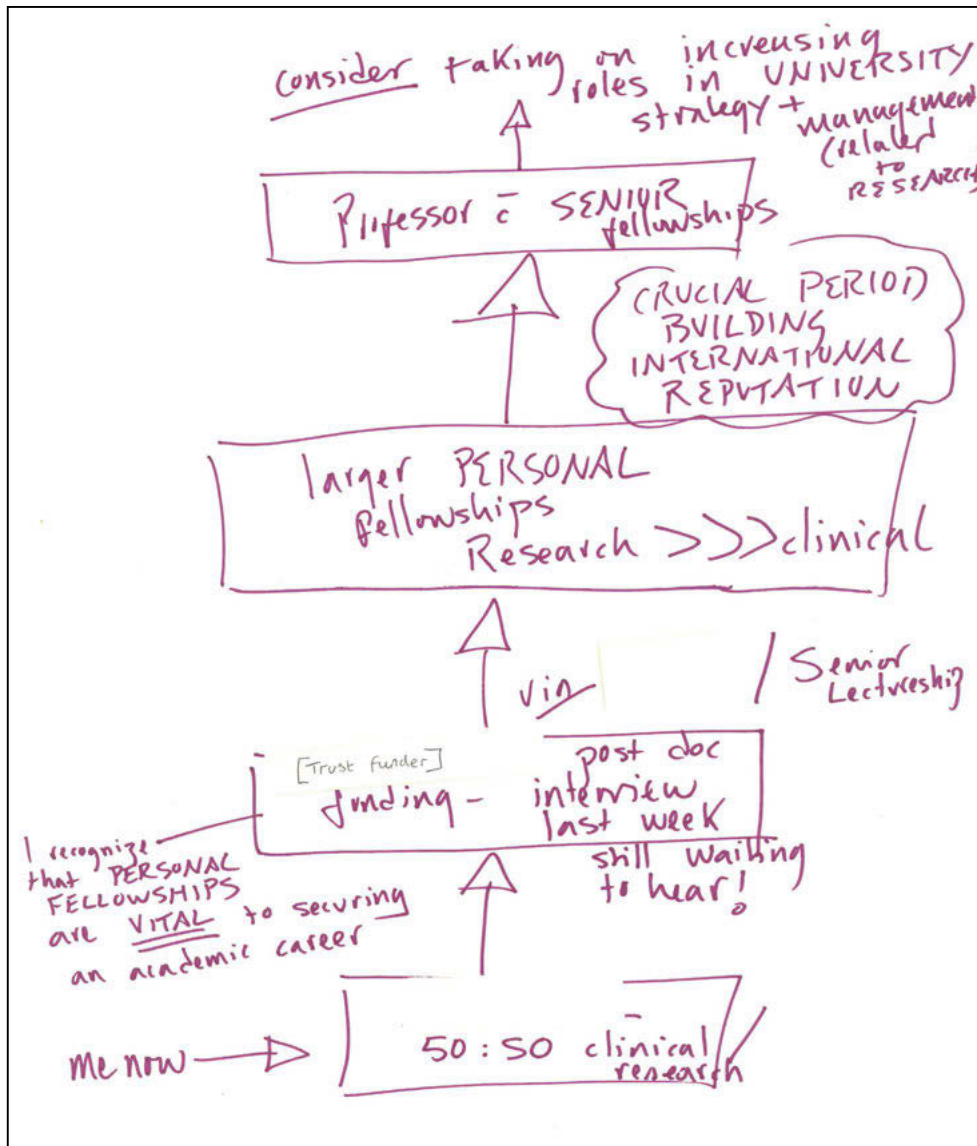 consider taking on increasing
roles in UNIVERSITY
strategy + management
(related
to
RESEARCH)
Professor c̄ SENIOR
fellowships
CRUCIAL PERIOD
BUILDING
INTERNATIONAL
REPUTATION
larger PERSONAL
fellowships
Research >>> clinical
via
/ Senior
Lectureship
[Trust funder]
funding - post doc
interview
last week
still waiting
to hear!
I recognize
that PERSONAL
FELLOWSHIPS
are VITAL to securing
an academic career
me now
50:50 clinical /
research